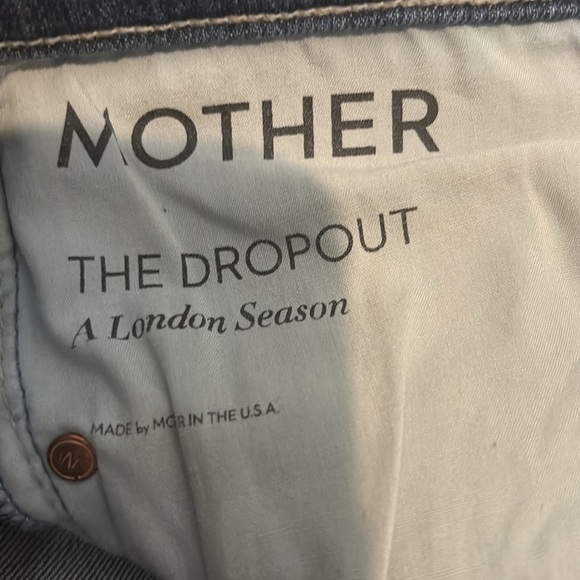 MOTHER
THE DROPOUT
A London Season
MADE by MGR IN THE U.S.A.